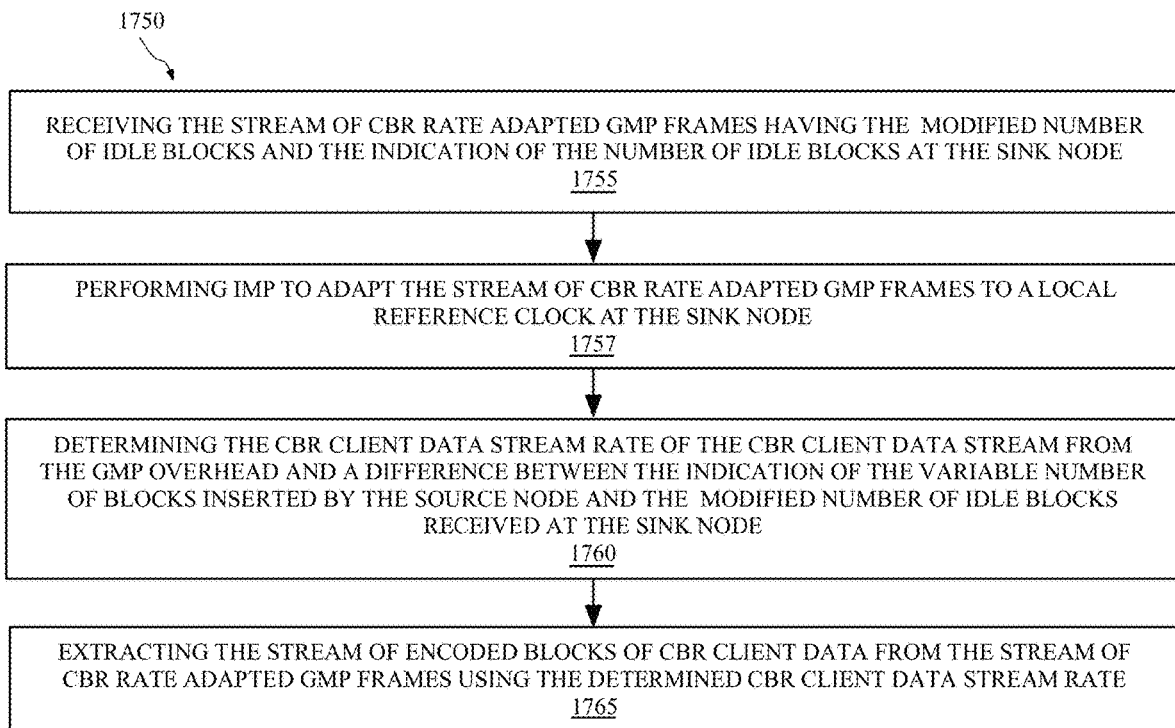 1750
RECEIVING THE STREAM OF CBR RATE ADAPTED GMP FRAMES HAVING THE MODIFIED NUMBER
OF IDLE BLOCKS AND THE INDICATION OF THE NUMBER OF IDLE BLOCKS AT THE SINK NODE
1755
PERFORMING IMP TO ADAPT THE STREAM OF CBR RATE ADAPTED GMP FRAMES TO A LOCAL
REFERENCE CLOCK AT THE SINK NODE
1757
DETERMINING THE CBR CLIENT DATA STREAM RATE OF THE CBR CLIENT DATA STREAM FROM
THE GMP OVERHEAD AND A DIFFERENCE BETWEEN THE INDICATION OF THE VARIABLE NUMBER
OF BLOCKS INSERTED BY THE SOURCE NODE AND THE MODIFIED NUMBER OF IDLE BLOCKS
RECEIVED AT THE SINK NODE
1760
EXTRACTING THE STREAM OF ENCODED BLOCKS OF CBR CLIENT DATA FROM THE STREAM OF
CBR RATE ADAPTED GMP FRAMES USING THE DETERMINED CBR CLIENT DATA STREAM RATE
1765